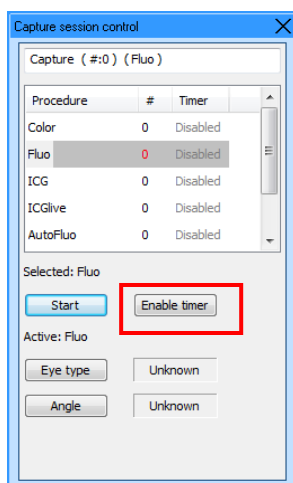 Capture session control
Capture ( #:0 ) ( Fluo )
Procedure # Timer
Color 0 Disabled
Fluo 0 Disabled
ICG 0 Disabled
ICGlive 0 Disabled
AutoFluo 0 Disabled
Selected: Fluo
Start Enable timer
Active: Fluo
Eye type Unknown
Angle Unknown